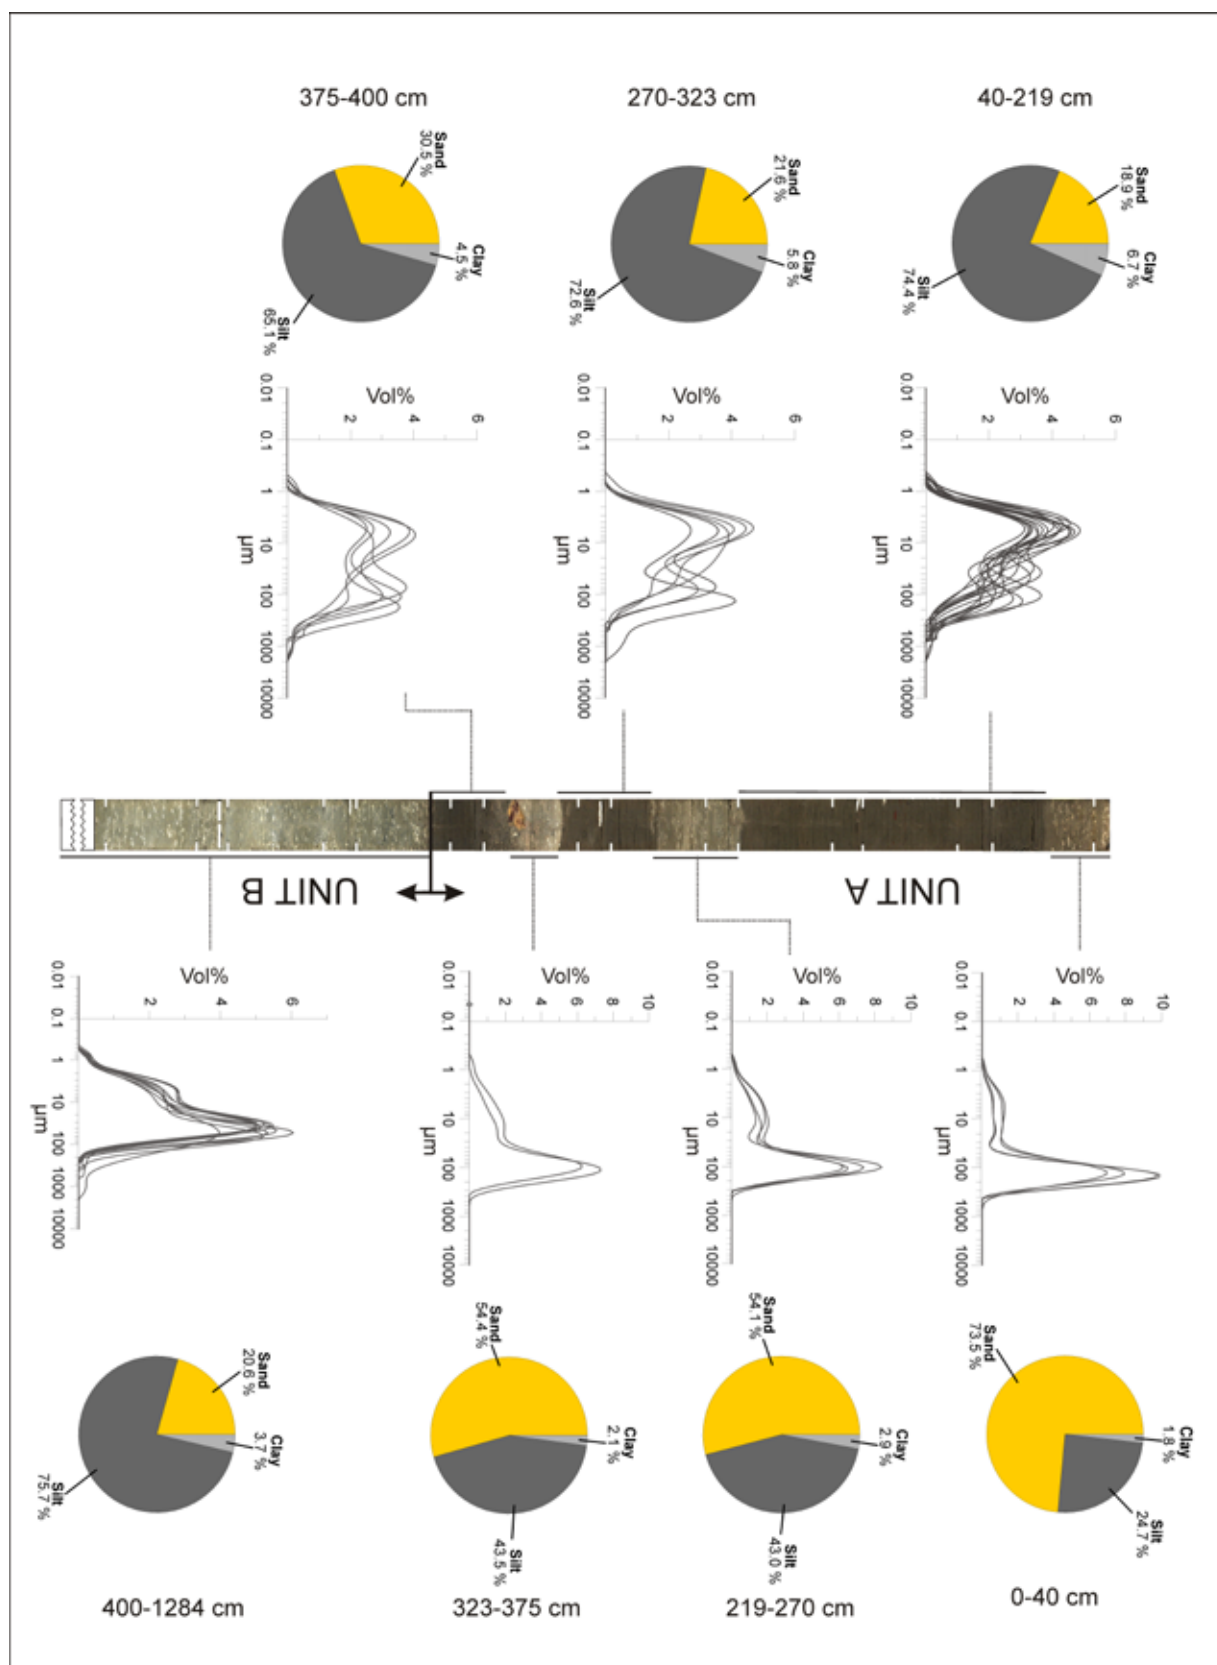 375-400 cm
270-323 cm
40-219 cm
Sand
30.5 %
Clay
4.5 %
Silt
65.1 %
Sand
21.6 %
Clay
5.8 %
Silt
72.6 %
Sand
18.9 %
Clay
6.7 %
Silt
74.4 %
Vol%
2
4
6
0.01
0.1
1
10
100
1000
10000
µm
Vol%
2
4
6
0.01
0.1
1
10
100
1000
10000
µm
Vol%
2
4
6
0.01
0.1
1
10
100
1000
10000
µm
UNIT B
UNIT A
Vol%
2
4
6
0.01
0.1
1
10
100
1000
10000
µm
Vol%
2
4
6
8
10
0.01
0.1
1
10
100
1000
10000
µm
Vol%
2
4
6
8
10
0.01
0.1
1
10
100
1000
10000
µm
Vol%
2
4
6
8
10
0.01
0.1
1
10
100
1000
10000
µm
Sand
20.6 %
Clay
3.7 %
Silt
75.7 %
Sand
54.4 %
Clay
2.1 %
Silt
43.5 %
Sand
54.1 %
Clay
2.9 %
Silt
43.0 %
Sand
73.5 %
Clay
1.8 %
Silt
24.7 %
400-1284 cm
323-375 cm
219-270 cm
0-40 cm